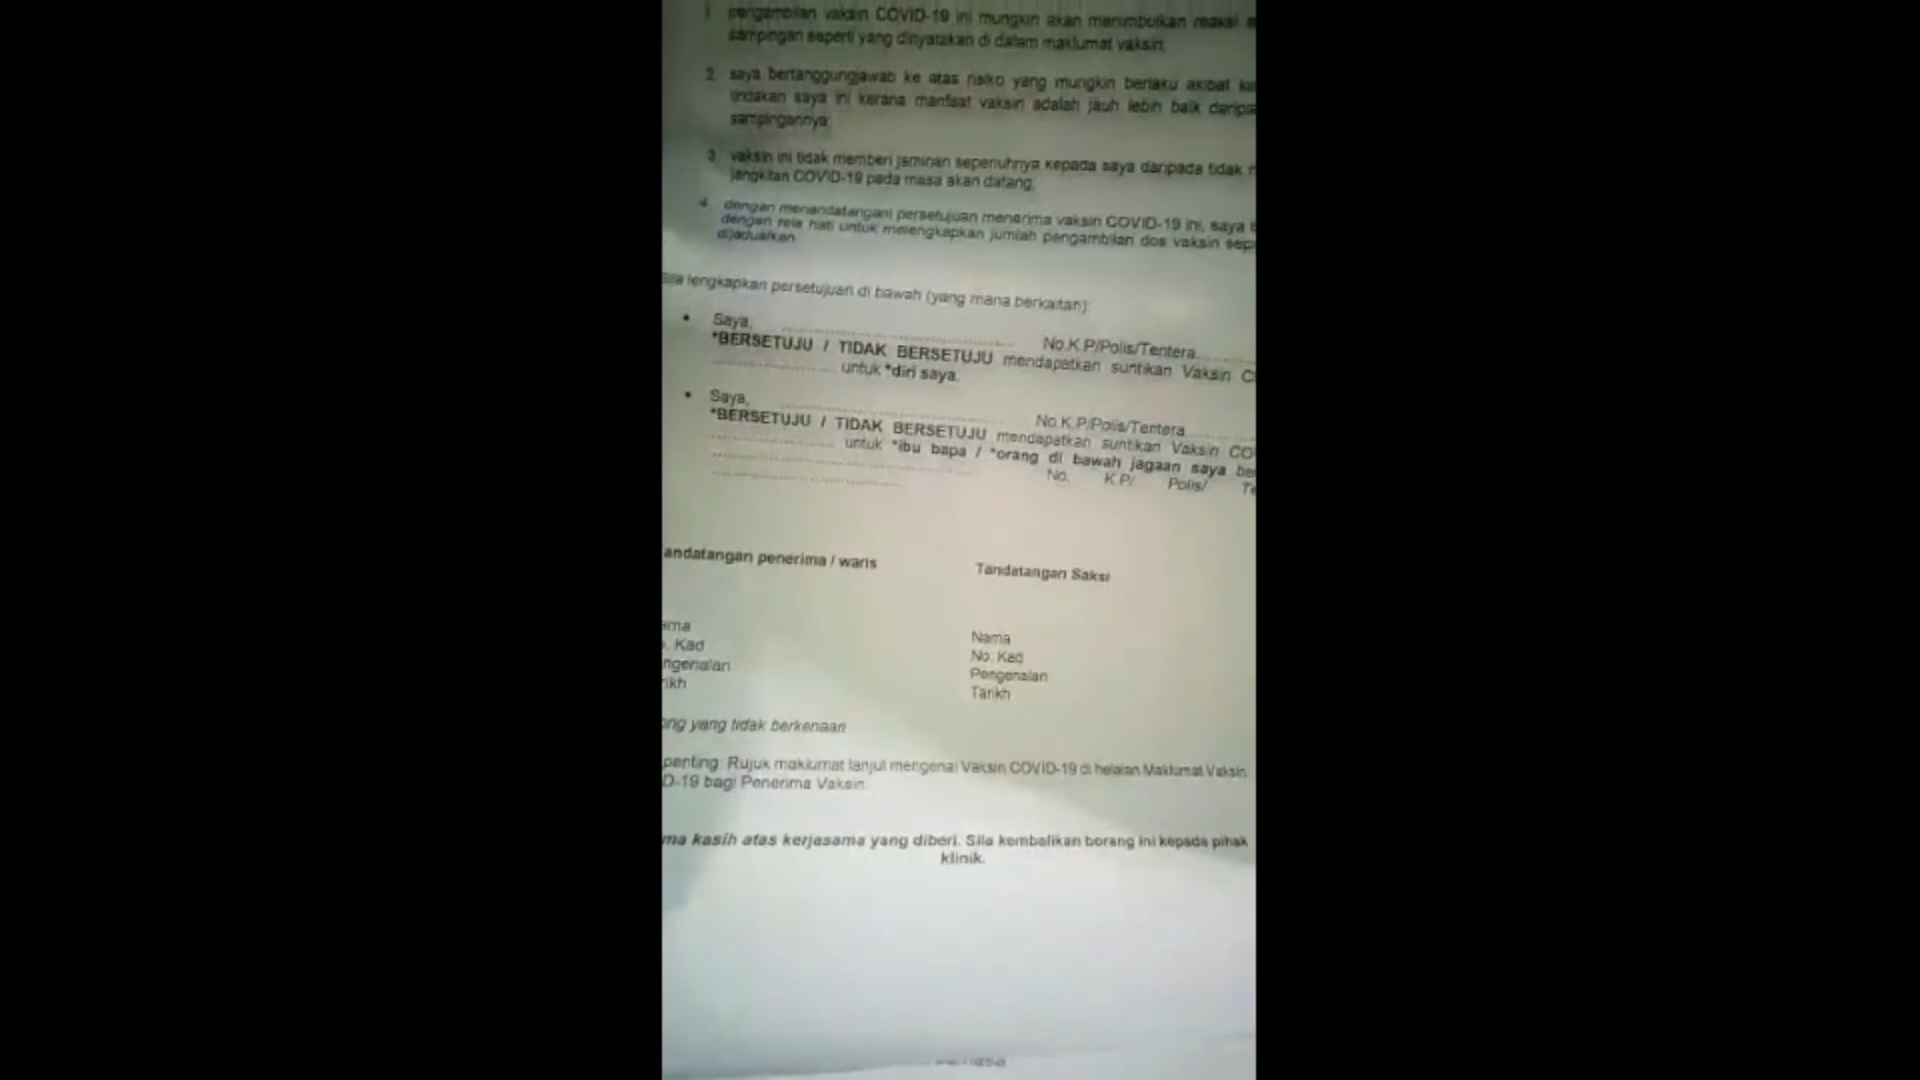 1 pengambilan vaksin COVID-19 ini mungkin akan menimbulkan reaksi
sampingan seperti yang dinyatakan di dalam maklumat vaksin;
2 saya bertanggungjawab ke atas risiko yang mungkin berlaku akibat
tindakan saya ini kerana manfaat vaksin adalah jauh lebih baik
sampingannya;
3 vaksin ini tidak memberi jaminan sepenuhnya kepada saya daripada tidak
jangkitan COVID-19 pada masa akan datang;
4 dengan menandatangani persetujuan menerima vaksin COVID-19 ini, saya
dengan rela hati untuk melengkapkan jumlah pengambilan dos vaksin
dijadualkan
Sila lengkapkan persetujuan di bawah (yang mana berkaitan):
• Saya, .......... No.K.P/Polis/Tentera..........
*BERSETUJU / TIDAK BERSETUJU mendapatkan suntikan Vaksin
.......... untuk *diri saya.
• Saya, .......... No.K.P/Polis/Tentera..........
*BERSETUJU / TIDAK BERSETUJU mendapatkan suntikan Vaksin CO
.......... untuk *ibu bapa / *orang di bawah jagaan saya
.......... No. K.P/ Polis/ Te
..........
andatangan penerima / waris Tandatangan Saksi
ama Nama
. Kad No. Kad
ngenalan Pengenalan
rikh Tarikh
ong yang tidak berkenaan
penting: Rujuk maklumat lanjut mengenai Vaksin COVID-19 di helaian Maklumat Vaksin
D-19 bagi Penerima Vaksin
ma kasih atas kerjasama yang diberi. Sila kembalikan borang ini kepada pihak
klinik.